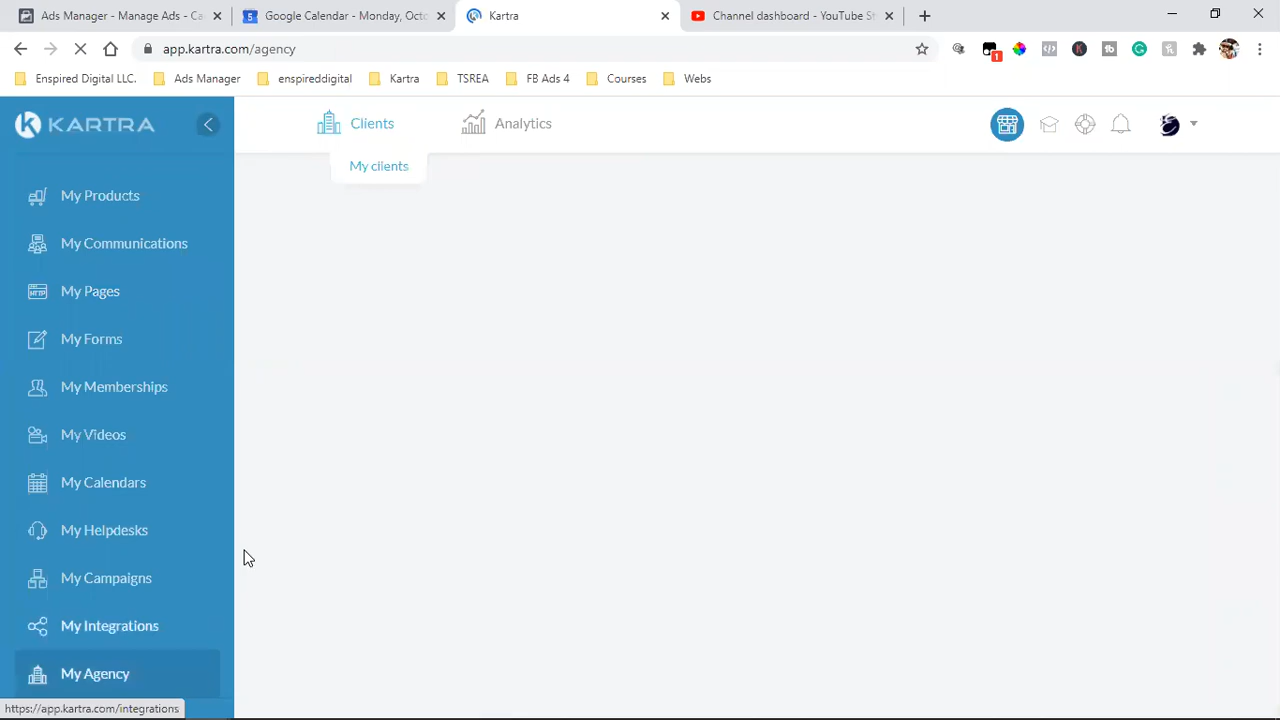 Ads Manager - Manage Ads - Ca
Google Calendar - Monday, Octo
Kartra
Channel dashboard - YouTube St
app.kartra.com/agency
1
Enspired Digital LLC.
Ads Manager
enspireddigital
Kartra
TSREA
FB Ads 4
Courses
Webs
KARTRA
Clients
Analytics
My clients
My Products
My Communications
My Pages
My Forms
My Memberships
My Videos
My Calendars
My Helpdesks
My Campaigns
My Integrations
My Agency
https://app.kartra.com/integrations